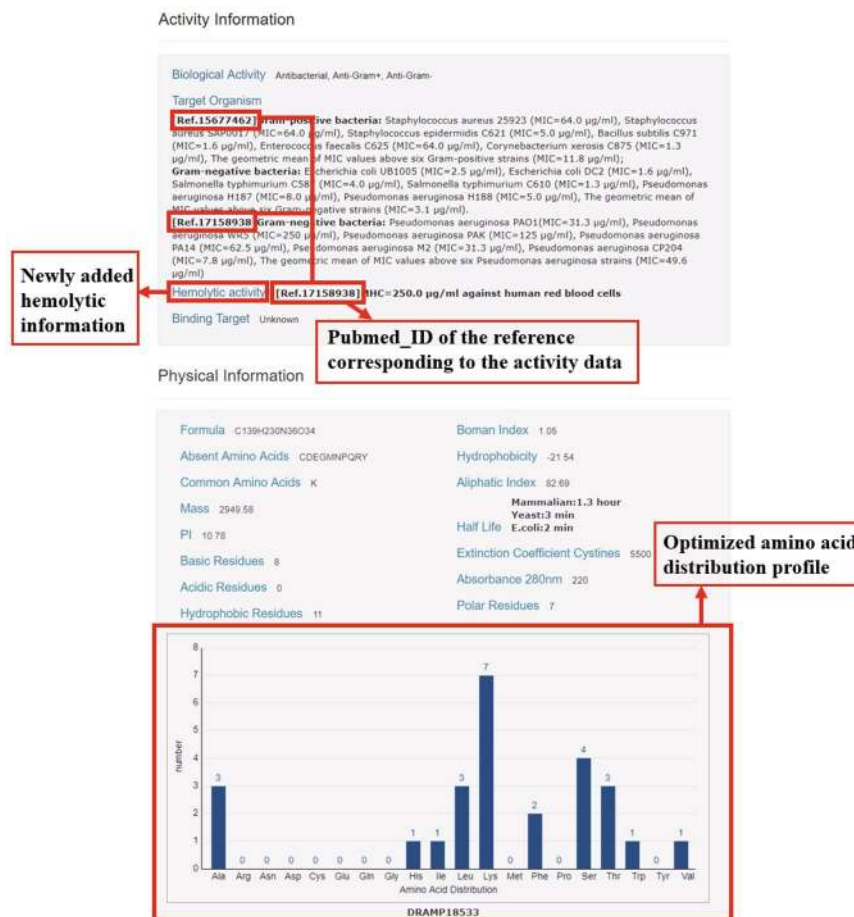 Activity Information
Biological Activity Antibacterial, Anti-Gram+, Anti-Gram-
Target Organism
[Ref.15677462] Gram-positive bacteria: Staphylococcus aureus 25923 (MIC=64.0 μg/ml), Staphylococcus
aureus SAP0017 (MIC=64.0 μg/ml), Staphylococcus epidermidis C621 (MIC=5.0 μg/ml), Bacillus subtilis C971
(MIC=1.6 μg/ml), Enterococcus faecalis C625 (MIC=64.0 μg/ml), Corynebacterium xerosis C875 (MIC=1.3
μg/ml), The geometric mean of MIC values above six Gram-positive strains (MIC=11.8 μg/ml);
Gram-negative bacteria: Escherichia coli UB1005 (MIC=2.5 μg/ml), Escherichia coli DC2 (MIC=1.6 μg/ml),
Salmonella typhimurium C58 (MIC=4.0 μg/ml), Salmonella typhimurium C610 (MIC=1.3 μg/ml), Pseudomonas
aeruginosa H187 (MIC=8.0 μg/ml), Pseudomonas aeruginosa H188 (MIC=5.0 μg/ml), The geometric mean of
MIC values above six Gram-negative strains (MIC=3.1 μg/ml).
[Ref.17158938] Gram-negative bacteria: Pseudomonas aeruginosa PAO1(MIC=31.3 μg/ml), Pseudomonas
aeruginosa WR5 (MIC=250 μg/ml), Pseudomonas aeruginosa PAK (MIC=125 μg/ml), Pseudomonas aeruginosa
PA14 (MIC=62.5 μg/ml), Pseudomonas aeruginosa M2 (MIC=31.3 μg/ml), Pseudomonas aeruginosa CP204
(MIC=7.8 μg/ml), The geometric mean of MIC values above six Pseudomonas aeruginosa strains (MIC=49.6
μg/ml)
Newly added
hemolytic
information
Hemolytic activity [Ref.17158938] MHC=250.0 μg/ml against human red blood cells
Binding Target Unknown
Pubmed_ID of the reference
corresponding to the activity data
Physical Information
Formula C139H230N36O34
Boman Index 1.05
Absent Amino Acids CDEGMNPQRY
Hydrophobicity -21.54
Common Amino Acids K
Aliphatic Index 82.69
Mass 2949.58
Mammalian:1.3 hour
Yeast:3 min
Half Life E.coli:2 min
PI 10.78
Extinction Coefficient Cystines 5500
Basic Residues 8
Absorbance 280nm 220
Acidic Residues 0
Polar Residues 7
Hydrophobic Residues 11
Optimized amino acid
distribution profile
8
7
6
5
4
3
2
1
0
number
3 0 0 0 0 0 0 0 1 1 3 7 0 2 0 4 3 1 0 1
Ala Arg Asn Asp Cys Glu Gln Gly His Ile Leu Lys Met Phe Pro Ser Thr Trp Tyr Val
Amino Acid Distribution
DRAMP18533